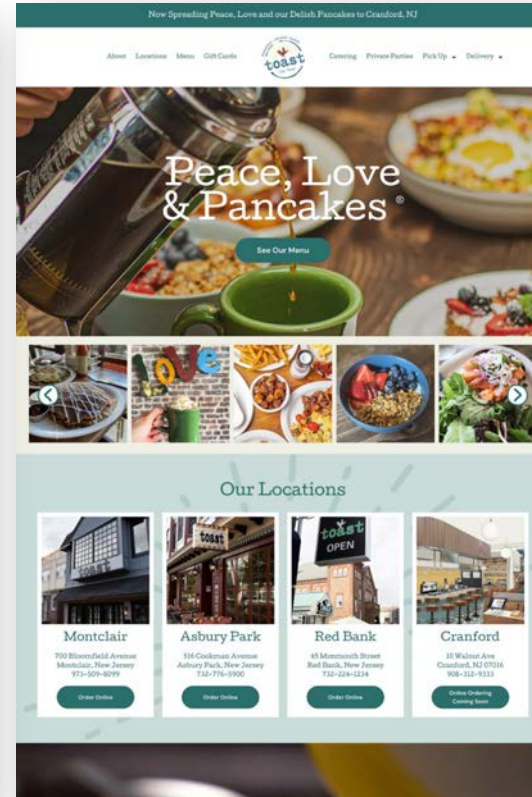 Now Spreading Peace, Love and our Delish Pancakes to Cranford, NJ
About Locations Menu Gift Cards
toast
Catering Private Parties Pick Up Delivery
Peace, Love
& Pancakes ®
See Our Menu
love
Our Locations
toast
toast
toast
OPEN
Montclair
700 Bloomfield Avenue
Montclair, New Jersey
973-509-8099
Order Online
Asbury Park
516 Cookman Avenue
Asbury Park, New Jersey
732-776-5900
Order Online
Red Bank
45 Monmouth Street
Red Bank, New Jersey
732-224-1234
Order Online
Cranford
10 Walnut Ave
Cranford, NJ 07016
908-312-9333
Online Ordering
Coming Soon